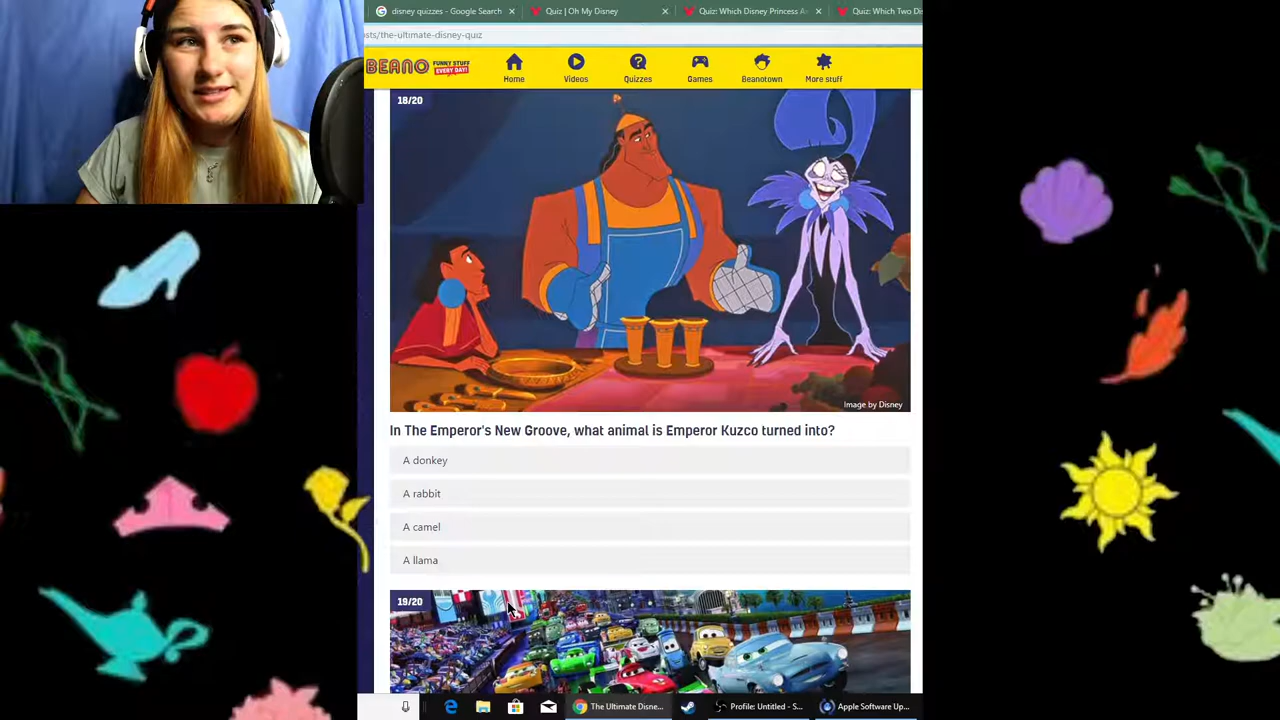 disney quizzes - Google Search
Quiz | Oh My Disney
Quiz: Which Disney Princess A
Quiz: Which Two Di
sts/the-ultimate-disney-quiz
BEANO
FUNNY STUFF
EVERY DAY!
Home
Videos
Quizzes
Games
Beanotown
More stuff
18/20
Image by Disney
In The Emperor's New Groove, what animal is Emperor Kuzco turned into?
A donkey
A rabbit
A camel
A llama
19/20
The Ultimate Disne...
Profile: Untitled - S...
Apple Software Up...